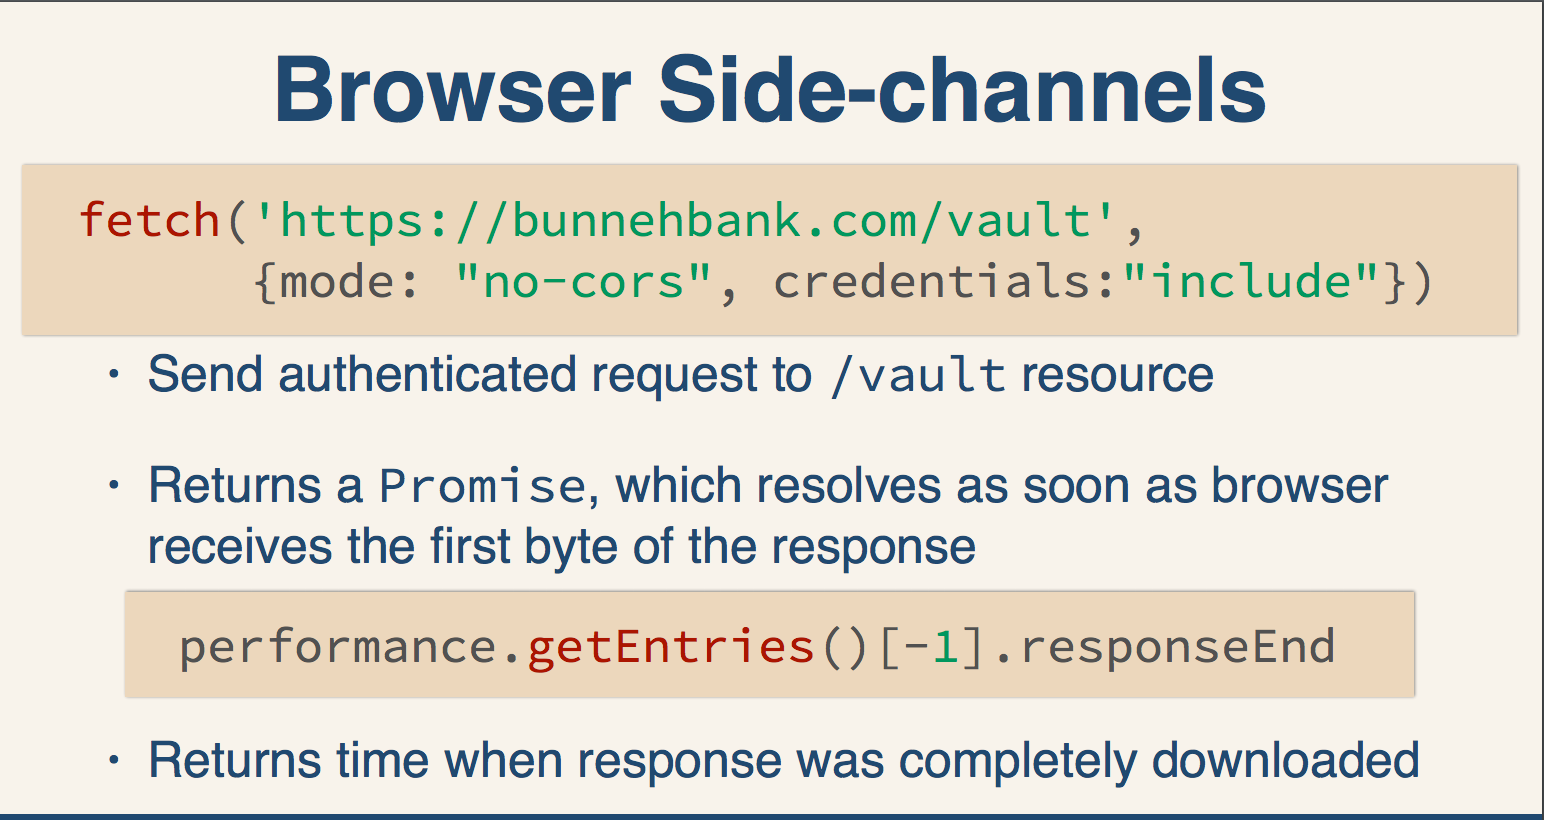 Browser Side-channels
fetch('https://bunnehbank.com/vault',
{mode: "no-cors", credentials:"include"})
• Send authenticated request to /vault resource
• Returns a Promise, which resolves as soon as browser
receives the first byte of the response
performance.getEntries()[-1].responseEnd
• Returns time when response was completely downloaded